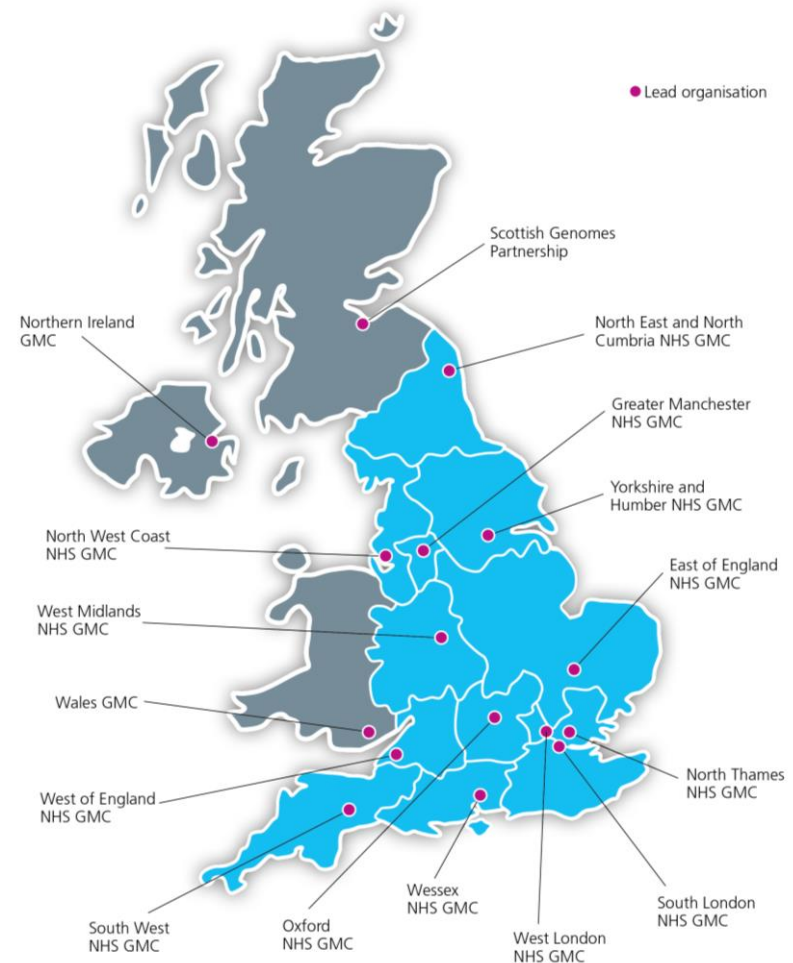 Lead organisation
Scottish Genomes
Partnership
Northern Ireland
GMC
North East and North
Cumbria NHS GMC
Greater Manchester
NHS GMC
Yorkshire and
Humber NHS GMC
North West Coast
NHS GMC
East of England
NHS GMC
West Midlands
NHS GMC
Wales GMC
North Thames
NHS GMC
West of England
NHS GMC
Wessex
NHS GMC
South London
NHS GMC
South West
NHS GMC
Oxford
NHS GMC
West London
NHS GMC